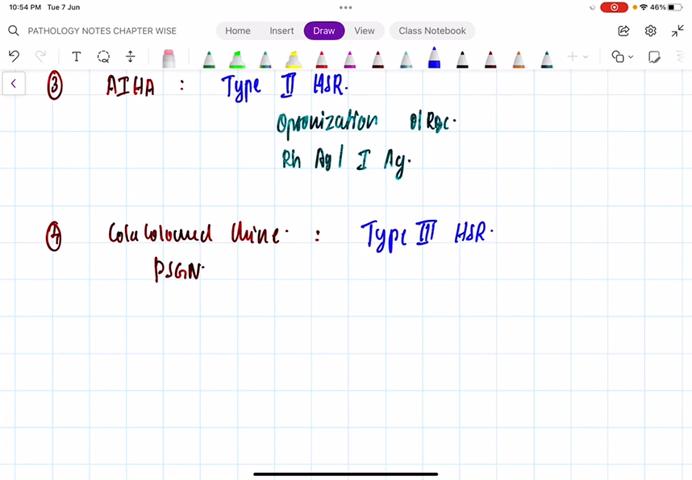 10:54 PM Tue 7 Jun
46%
PATHOLOGY NOTES CHAPTER WISE
Home Insert Draw View Class Notebook
③ AIHA : Type II HSR.
Opsonization of RBC.
Rh Ag / I Ag.
④ Cola coloured Urine. : Type III HSR.
PSGN.